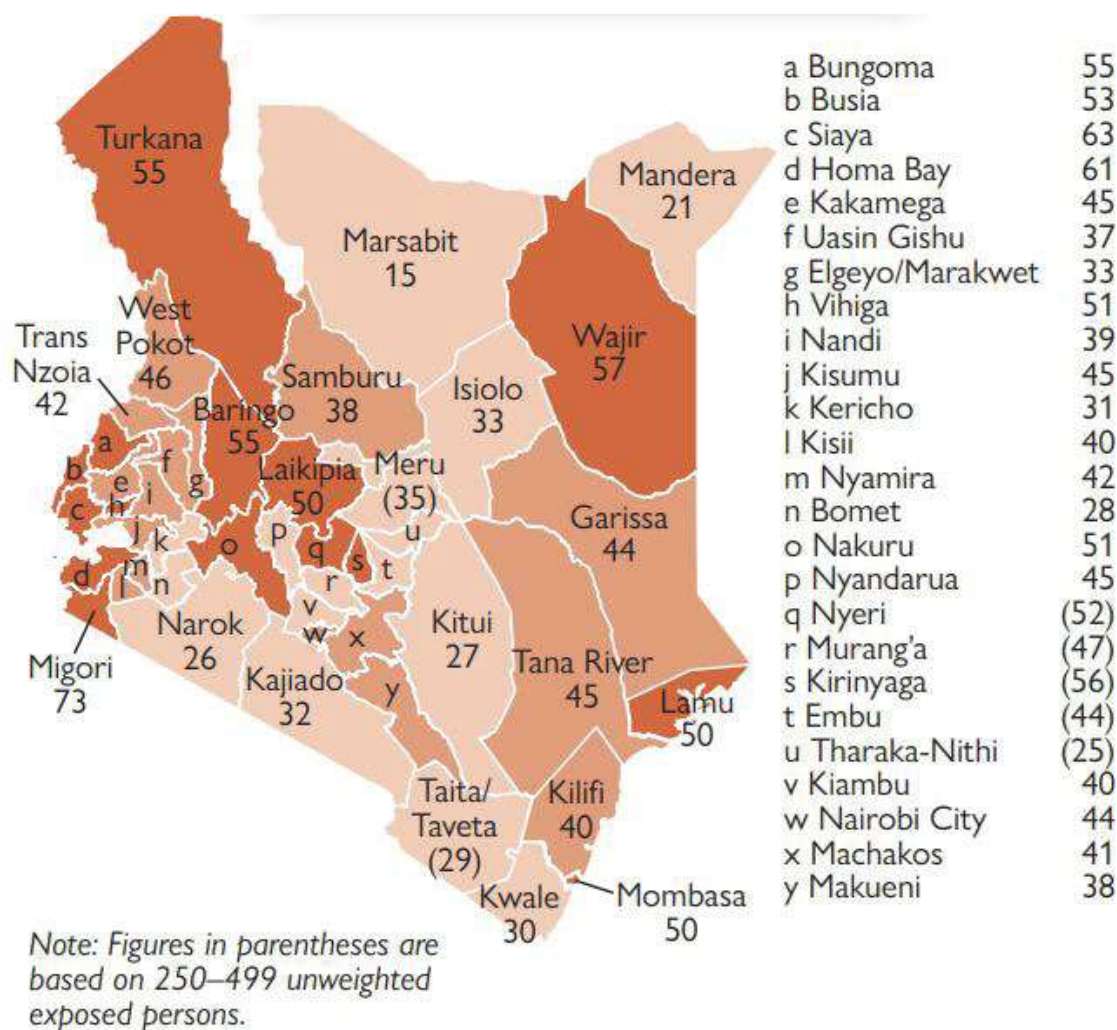 Turkana
55
Marsabit
15
Mandera
21
Wajir
57
West
Pokot
46
Trans
Nzoia
42
Samburu
38
Isiolo
33
Baringo
55
Laikipia
50
Meru
(35)
Garissa
44
a
b
c
d
e
f
g
h
i
j
k
l
m
n
o
p
q
r
s
t
u
v
w
x
y
Migori
73
Narok
26
Kajiado
32
Kitui
27
Tana River
45
Lamu
50
Taita/
Taveta
(29)
Kilifi
40
Kwale
30
Mombasa
50
a Bungoma 55
b Busia 53
c Siaya 63
d Homa Bay 61
e Kakamega 45
f Uasin Gishu 37
g Elgeyo/Marakwet 33
h Vihiga 51
i Nandi 39
j Kisumu 45
k Kericho 31
l Kisii 40
m Nyamira 42
n Bomet 28
o Nakuru 51
p Nyandarua 45
q Nyeri (52)
r Murang'a (47)
s Kirinyaga (56)
t Embu (44)
u Tharaka-Nithi (25)
v Kiambu 40
w Nairobi City 44
x Machakos 41
y Makueni 38
Note: Figures in parentheses are
based on 250–499 unweighted
exposed persons.